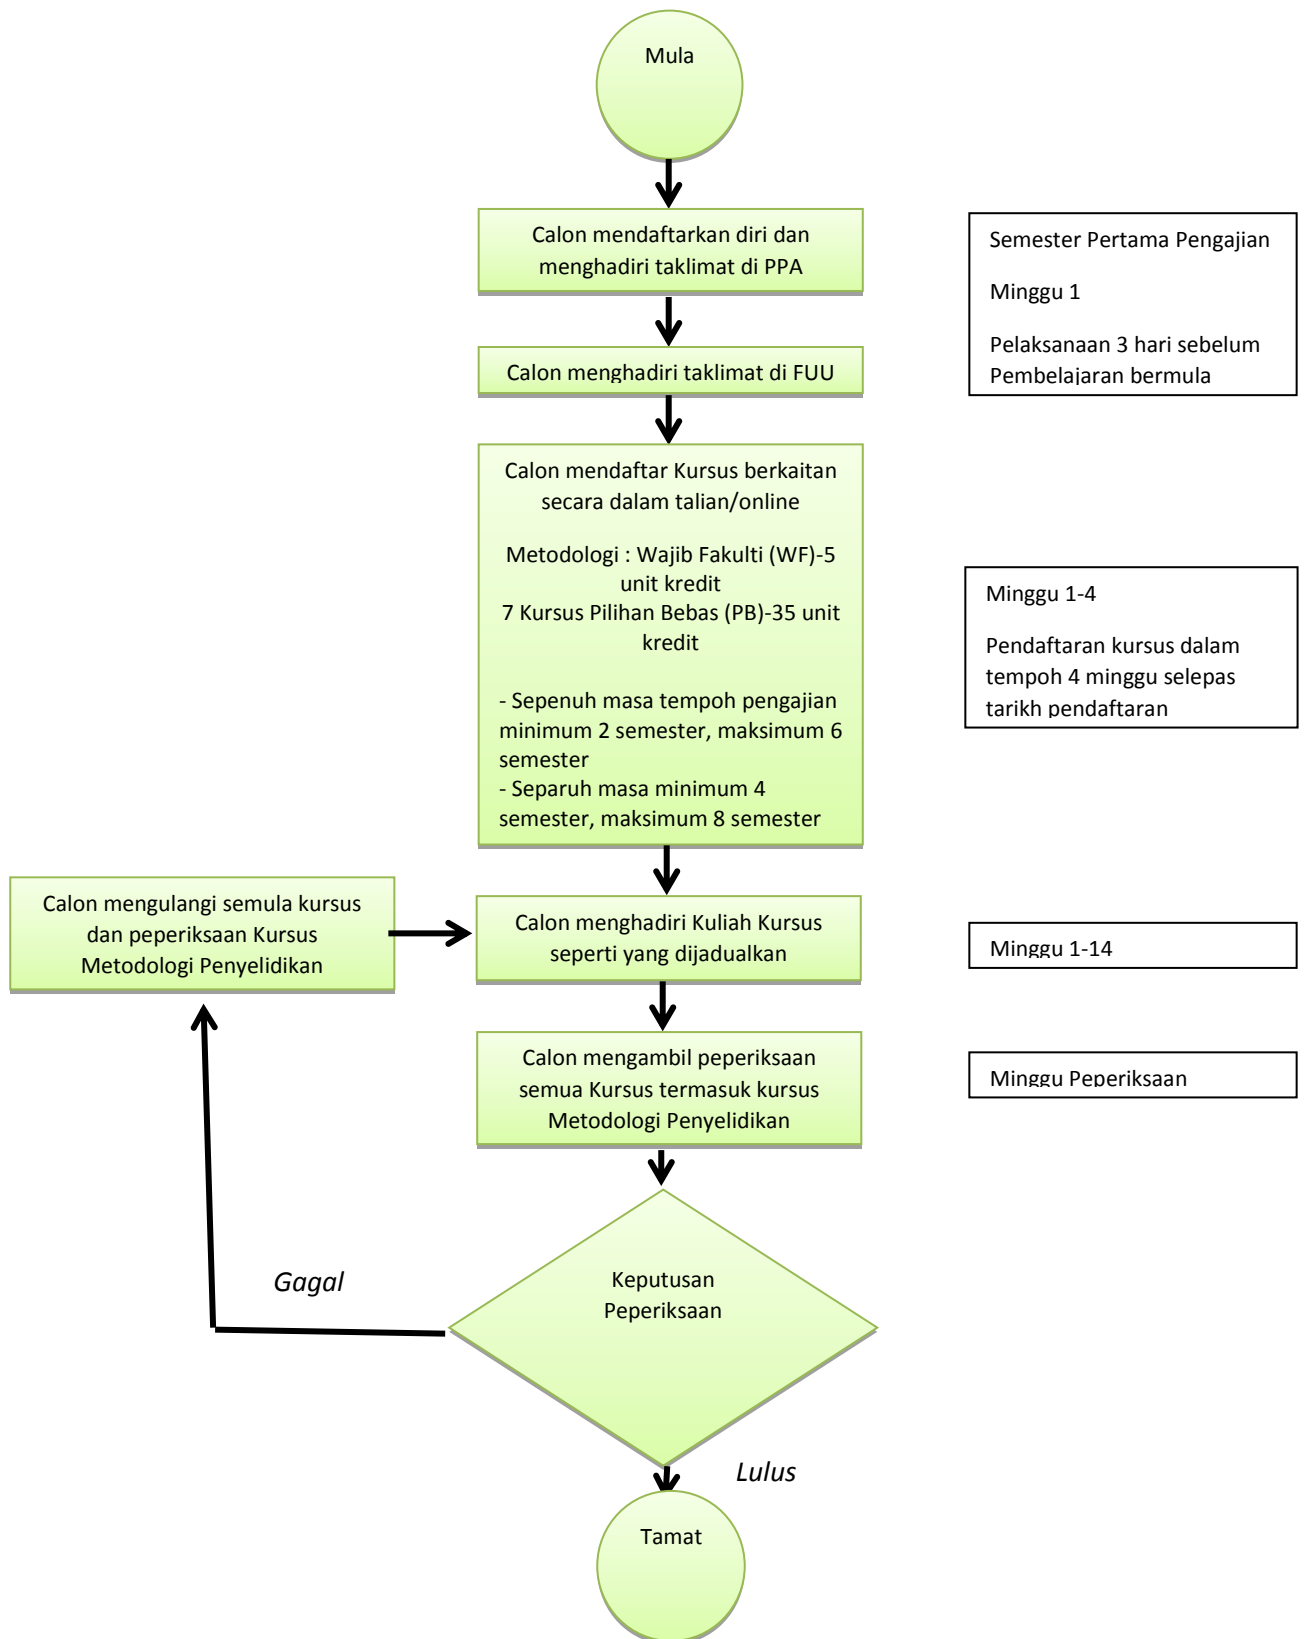 Mula
Calon mendaftarkan diri dan
menghadiri taklimat di PPA
Semester Pertama Pengajian
Minggu 1
Pelaksanaan 3 hari sebelum
Pembelajaran bermula
Calon menghadiri taklimat di FUU
Calon mendaftar Kursus berkaitan
secara dalam talian/online
Metodologi : Wajib Fakulti (WF)-5
unit kredit
7 Kursus Pilihan Bebas (PB)-35 unit
kredit
- Sepenuh masa tempoh pengajian
minimum 2 semester, maksimum 6
semester
- Separuh masa minimum 4
semester, maksimum 8 semester
Minggu 1-4
Pendaftaran kursus dalam
tempoh 4 minggu selepas
tarikh pendaftaran
Calon mengulangi semula kursus
dan peperiksaan Kursus
Metodologi Penyelidikan
Calon menghadiri Kuliah Kursus
seperti yang dijadualkan
Minggu 1-14
Calon mengambil peperiksaan
semua Kursus termasuk kursus
Metodologi Penyelidikan
Minggu Peperiksaan
Gagal
Keputusan
Peperiksaan
Lulus
Tamat